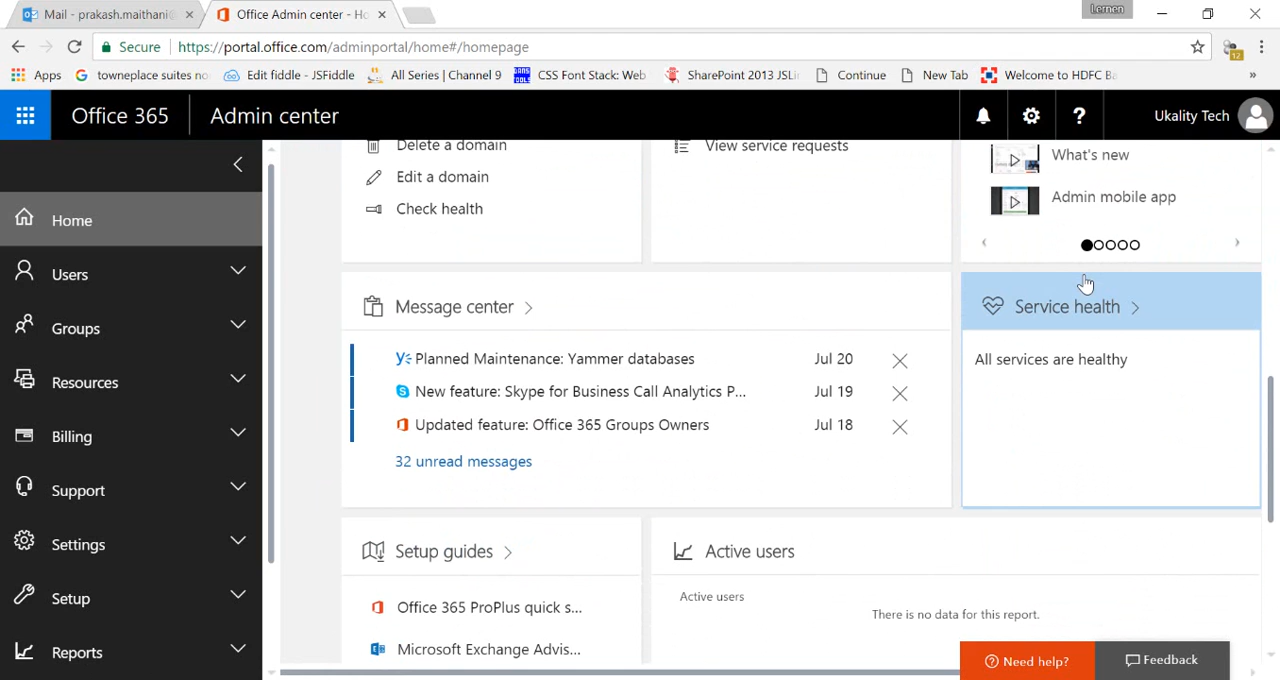 Mail - prakash.maithani@
Office Admin center - Ho
Lernen
Secure
https://portal.office.com/adminportal/home#/homepage
12
Apps
towneplace suites no
Edit fiddle - JSFiddle
All Series | Channel 9
CSS Font Stack: Web
SharePoint 2013 JSLi
Continue
New Tab
Welcome to HDFC Ba
»
Office 365
Admin center
?
Ukality Tech
Home
Users
Groups
Resources
Billing
Support
Settings
Setup
Reports
Delete a domain
Edit a domain
Check health
View service requests
What's new
Admin mobile app
Message center
Planned Maintenance: Yammer databases
Jul 20
New feature: Skype for Business Call Analytics P...
Jul 19
Updated feature: Office 365 Groups Owners
Jul 18
32 unread messages
Service health
All services are healthy
Setup guides
Office 365 ProPlus quick s...
Microsoft Exchange Advis...
Active users
Active users
There is no data for this report.
Need help?
Feedback